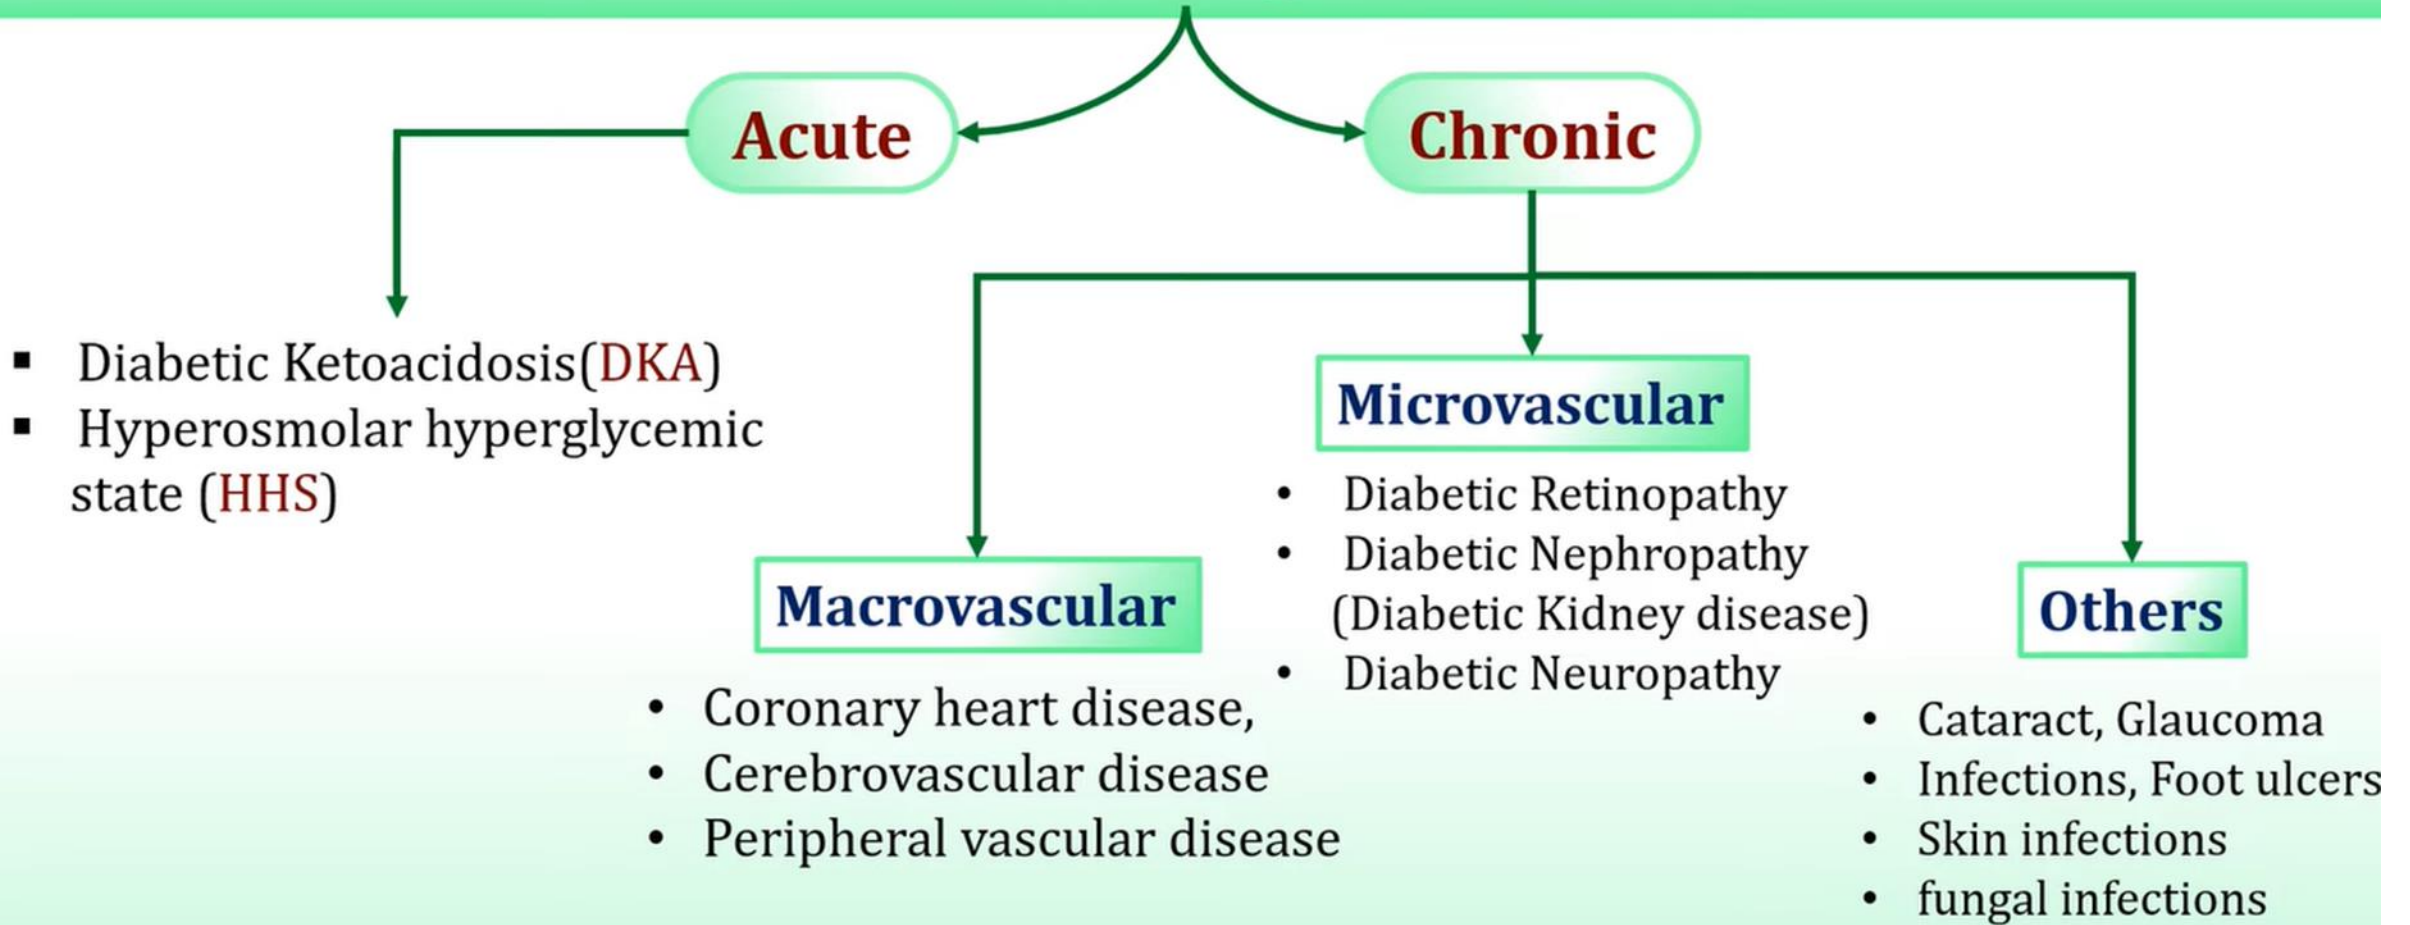 Acute
Chronic
▪ Diabetic Ketoacidosis(DKA)
▪ Hyperosmolar hyperglycemic
state (HHS)
Macrovascular
• Coronary heart disease,
• Cerebrovascular disease
• Peripheral vascular disease
Microvascular
• Diabetic Retinopathy
• Diabetic Nephropathy
(Diabetic Kidney disease)
• Diabetic Neuropathy
Others
• Cataract, Glaucoma
• Infections, Foot ulcers
• Skin infections
• fungal infections